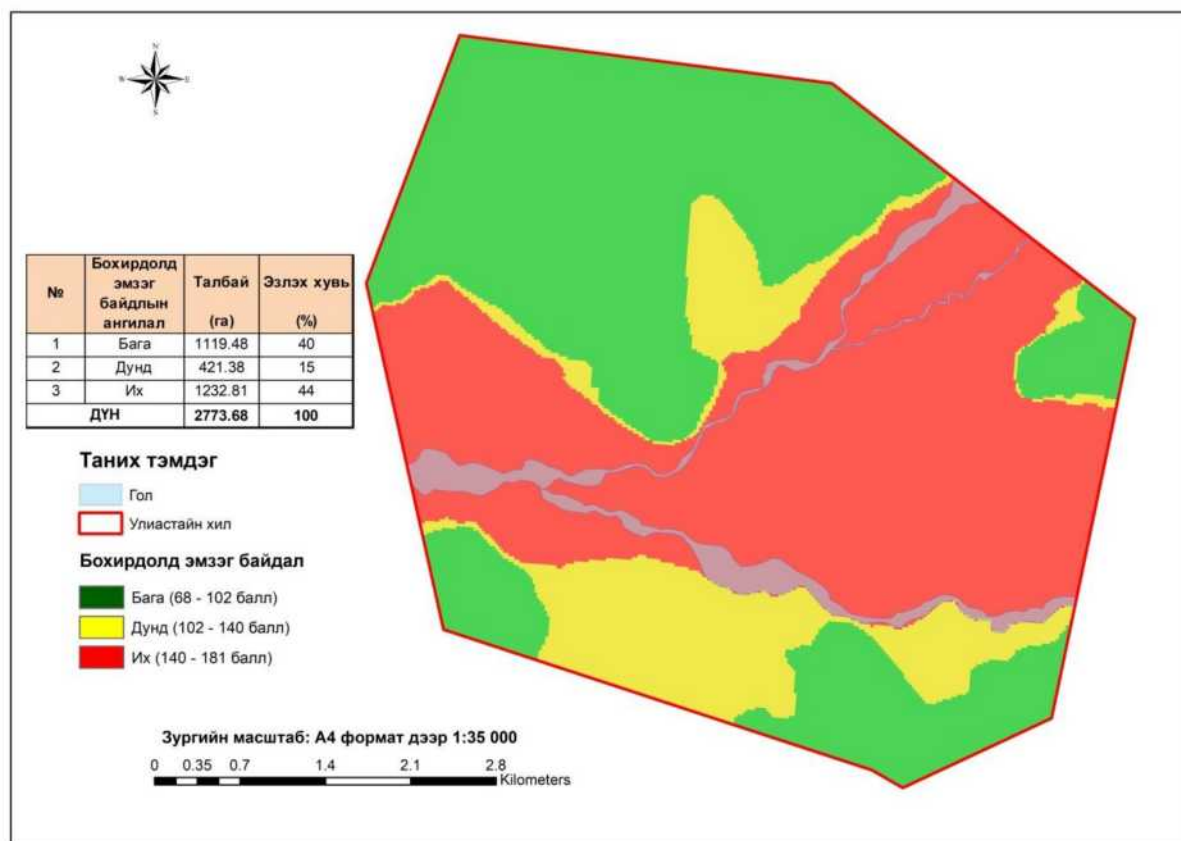 N
W E
S
№ Бохирдолд эмзэг байдлын ангилал Талбай (га) Эзлэх хувь (%)
1 Бага 1119.48 40
2 Дунд 421.38 15
3 Их 1232.81 44
ДҮН 2773.68 100
Таних тэмдэг
Гол
Улиастайн хил
Бохирдолд эмзэг байдал
Бага (68 - 102 балл)
Дунд (102 - 140 балл)
Их (140 - 181 балл)
Зургийн масштаб: А4 формат дээр 1:35 000
0 0.35 0.7 1.4 2.1 2.8
Kilometers